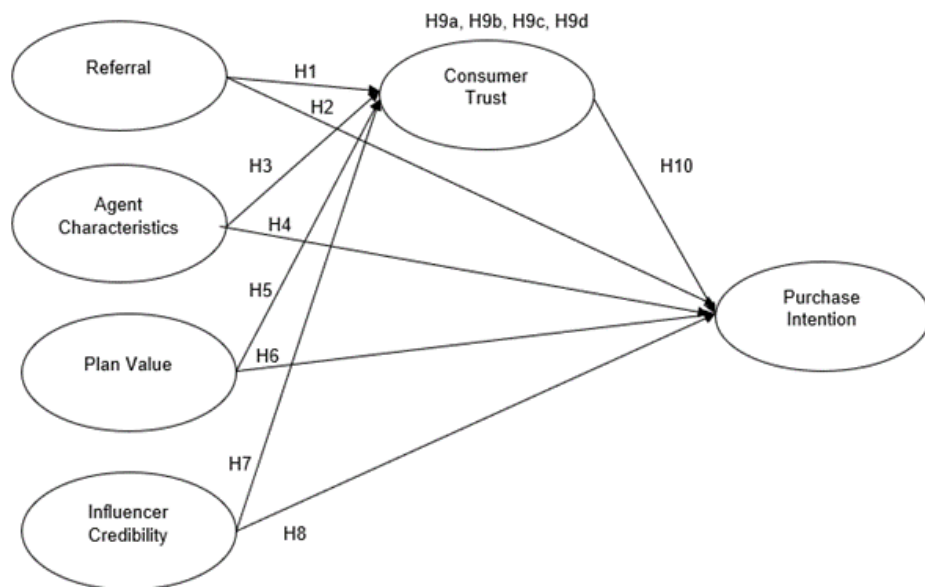 H9a, H9b, H9c, H9d
Referral
H1
Consumer
Trust
H2
H3
H10
Agent
Characteristics
H4
H5
Purchase
Intention
Plan Value
H6
H7
Influencer
Credibility
H8